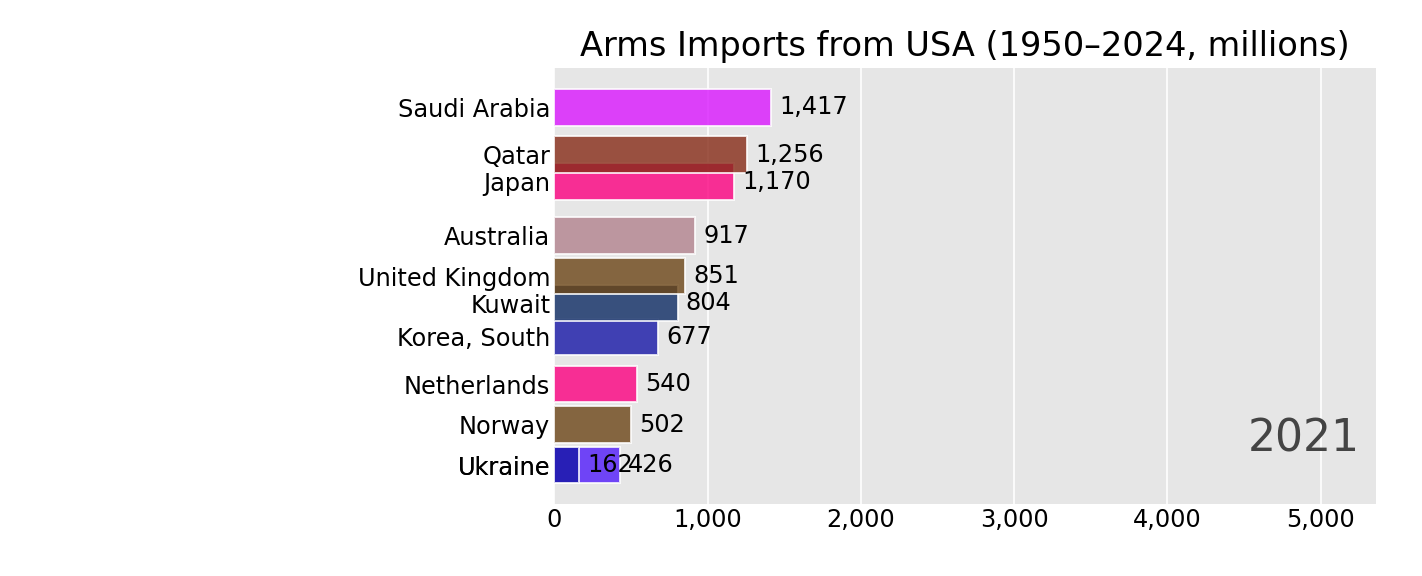 Arms Imports from USA (1950–2024, millions)
Saudi Arabia 1,417
Qatar 1,256
Japan 1,170
Australia 917
United Kingdom 851
Kuwait 804
Korea, South 677
Netherlands 540
Norway 502
Ukraine 162 426
2021
0 1,000 2,000 3,000 4,000 5,000